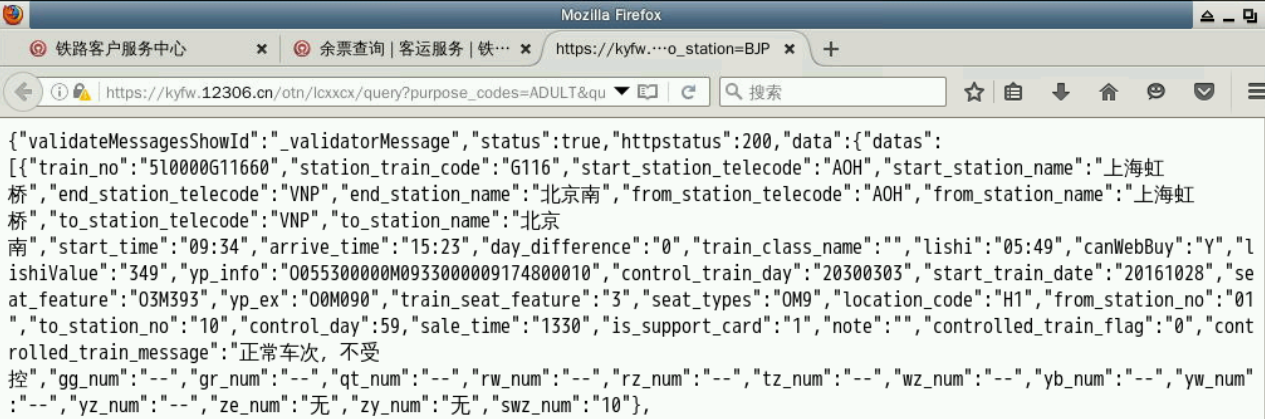 Mozilla Firefox
铁路客户服务中心 余票查询 | 客运服务 | 铁… https://kyfw.…o_station=BJP
https://kyfw.12306.cn/otn/lcxxcx/query?purpose_codes=ADULT&qu 搜索
{"validateMessagesShowId":"_validatorMessage","status":true,"httpstatus":200,"data":{"datas":
[{"train_no":"5l0000G11660","station_train_code":"G116","start_station_telecode":"AOH","start_station_name":"上海虹
桥","end_station_telecode":"VNP","end_station_name":"北京南","from_station_telecode":"AOH","from_station_name":"上海虹
桥","to_station_telecode":"VNP","to_station_name":"北京
南","start_time":"09:34","arrive_time":"15:23","day_difference":"0","train_class_name":"","lishi":"05:49","canWebBuy":"Y","l
ishiValue":"349","yp_info":"O055300000M0933000009174800010","control_train_day":"20300303","start_train_date":"20161028","se
at_feature":"O3M393","yp_ex":"O0M090","train_seat_feature":"3","seat_types":"OM9","location_code":"H1","from_station_no":"01
","to_station_no":"10","control_day":59,"sale_time":"1330","is_support_card":"1","note":"","controlled_train_flag":"0","cont
rolled_train_message":"正常车次，不受
控","gg_num":"--","gr_num":"--","qt_num":"--","rw_num":"--","rz_num":"--","tz_num":"--","wz_num":"--","yb_num":"--","yw_num"
:"--","yz_num":"--","ze_num":"无","zy_num":"无","swz_num":"10"},